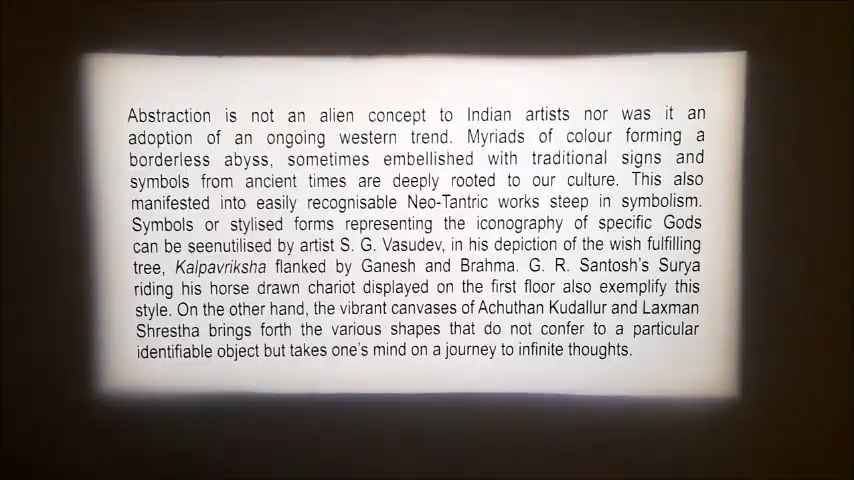 Abstraction is not an alien concept to Indian artists nor was it an
adoption of an ongoing western trend. Myriads of colour forming a
borderless abyss, sometimes embellished with traditional signs and
symbols from ancient times are deeply rooted to our culture. This also
manifested into easily recognisable Neo-Tantric works steep in symbolism.
Symbols or stylised forms representing the iconography of specific Gods
can be seenutilised by artist S. G. Vasudev, in his depiction of the wish fulfilling
tree, Kalpavriksha flanked by Ganesh and Brahma. G. R. Santosh's Surya
riding his horse drawn chariot displayed on the first floor also exemplify this
style. On the other hand, the vibrant canvases of Achuthan Kudallur and Laxman
Shrestha brings forth the various shapes that do not confer to a particular
identifiable object but takes one's mind on a journey to infinite thoughts.